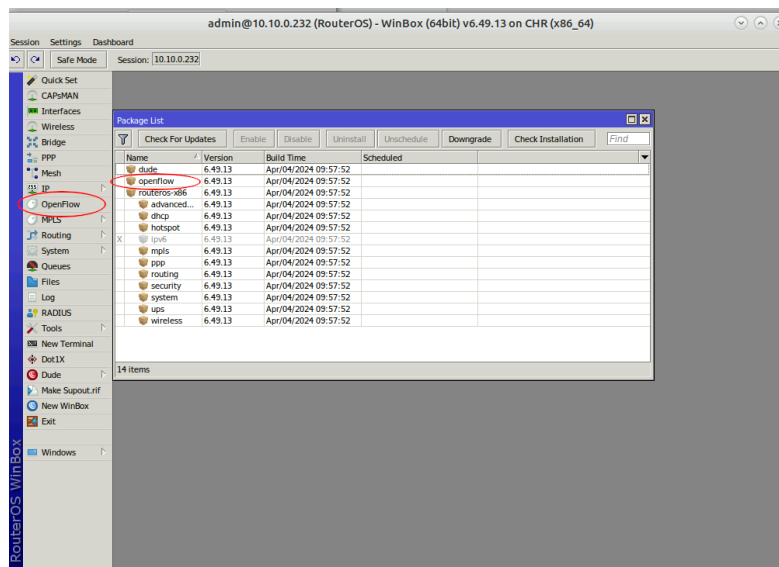 admin@10.10.0.232 (RouterOS) - WinBox (64bit) v6.49.13 on CHR (x86_64)
Session Settings Dashboard
Safe Mode Session: 10.10.0.232
Quick Set
CAPsMAN
Interfaces
Wireless
Bridge
PPP
Mesh
IP
OpenFlow
MPLS
Routing
System
Queues
Files
Log
RADIUS
Tools
New Terminal
Dot1X
Dude
Make Supout.rif
New WinBox
Exit
Windows
RouterOS WinBox
Package List
Check For Updates Enable Disable Uninstall Unschedule Downgrade Check Installation Find
Name Version Build Time Scheduled
dude 6.49.13 Apr/04/2024 09:57:52
openflow 6.49.13 Apr/04/2024 09:57:52
routeros-x86 6.49.13 Apr/04/2024 09:57:52
advanced... 6.49.13 Apr/04/2024 09:57:52
dhcp 6.49.13 Apr/04/2024 09:57:52
hotspot 6.49.13 Apr/04/2024 09:57:52
X ipv6 6.49.13 Apr/04/2024 09:57:52
mpls 6.49.13 Apr/04/2024 09:57:52
ppp 6.49.13 Apr/04/2024 09:57:52
routing 6.49.13 Apr/04/2024 09:57:52
security 6.49.13 Apr/04/2024 09:57:52
system 6.49.13 Apr/04/2024 09:57:52
ups 6.49.13 Apr/04/2024 09:57:52
wireless 6.49.13 Apr/04/2024 09:57:52
14 items